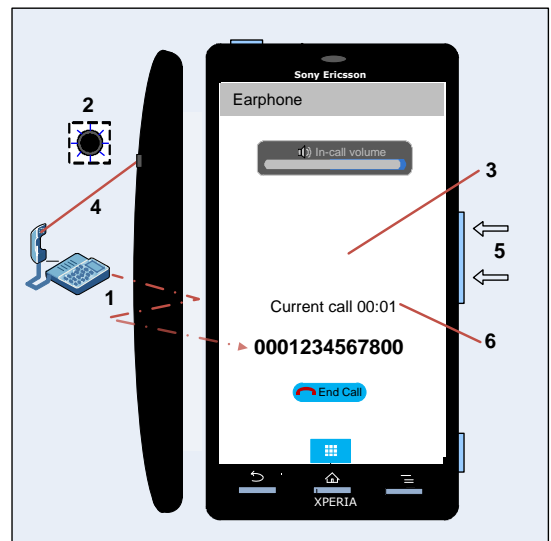 Sony Ericsson
Earphone
2
In-call volume
3
4
5
1
Current call 00:01
6
0001234567800
End Call
XPERIA